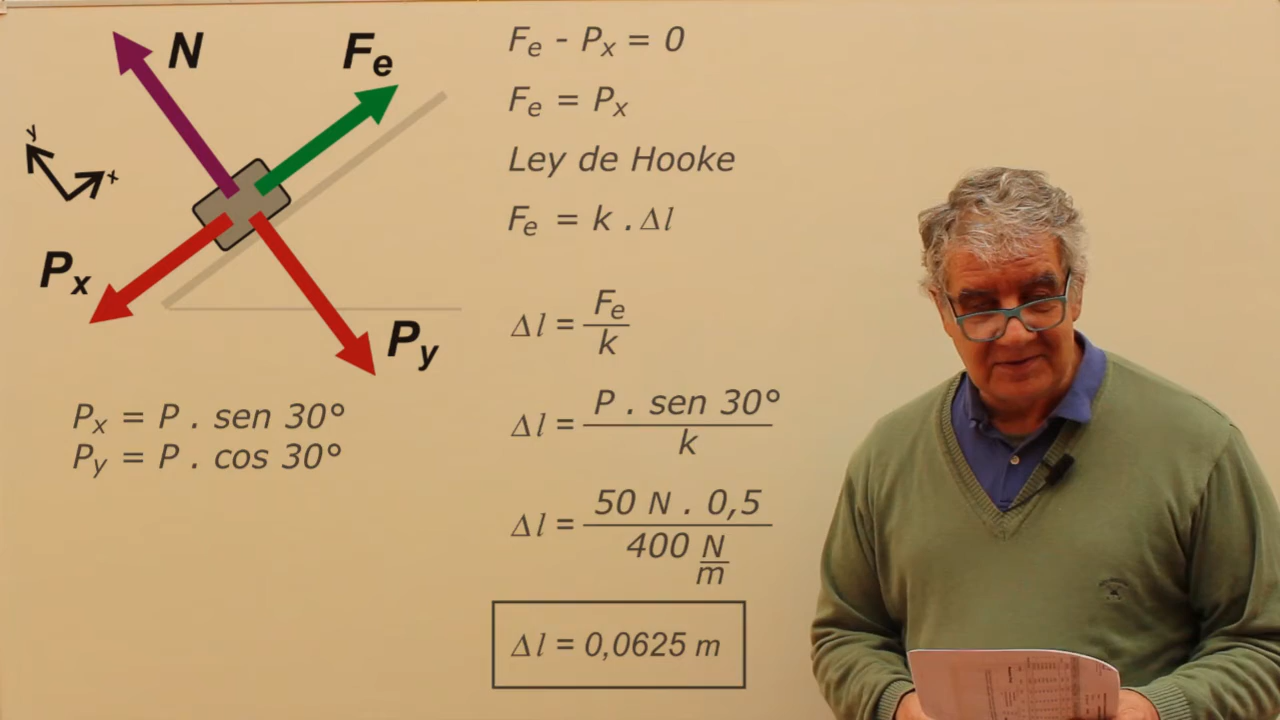 N
Fe
y
x
Px
Py
Px = P . sen 30°
Py = P . cos 30°
Fe - Px = 0
Fe = Px
Ley de Hooke
Fe = k . Δl
Δl = Fe
k
Δl = P . sen 30°
k
Δl = 50 N . 0,5
400 N
m
Δl = 0,0625 m